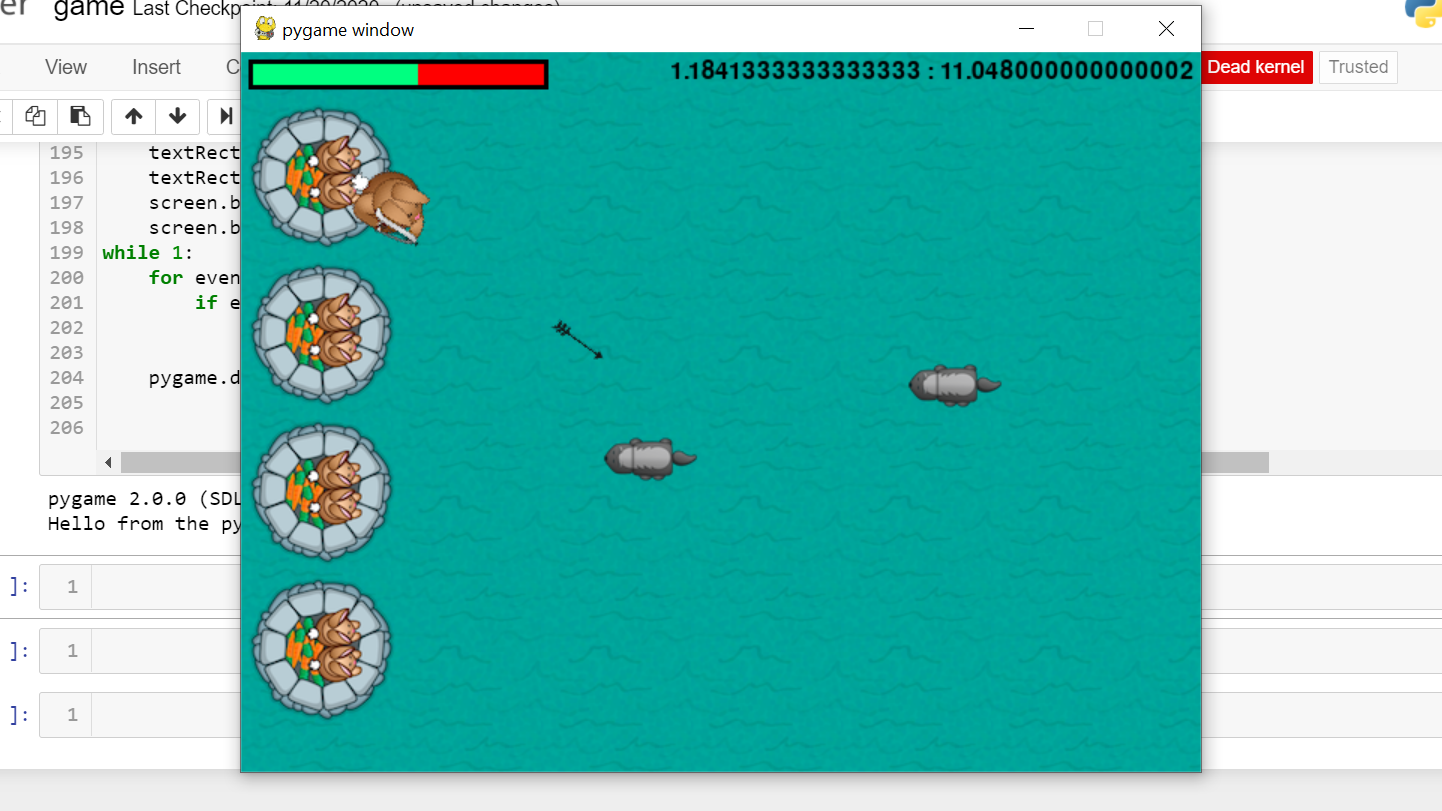 game Last Checkpoint: 11/20/2020 (unsaved changes)
pygame window
View Insert C
Dead kernel Trusted
1.1841333333333333 : 11.048000000000002
195 textRect
196 textRect
197 screen.b
198 screen.b
199 while 1:
200 for even
201 if e
202
203
204 pygame.d
205
206
pygame 2.0.0 (SDL
Hello from the py
]: 1
]: 1
]: 1